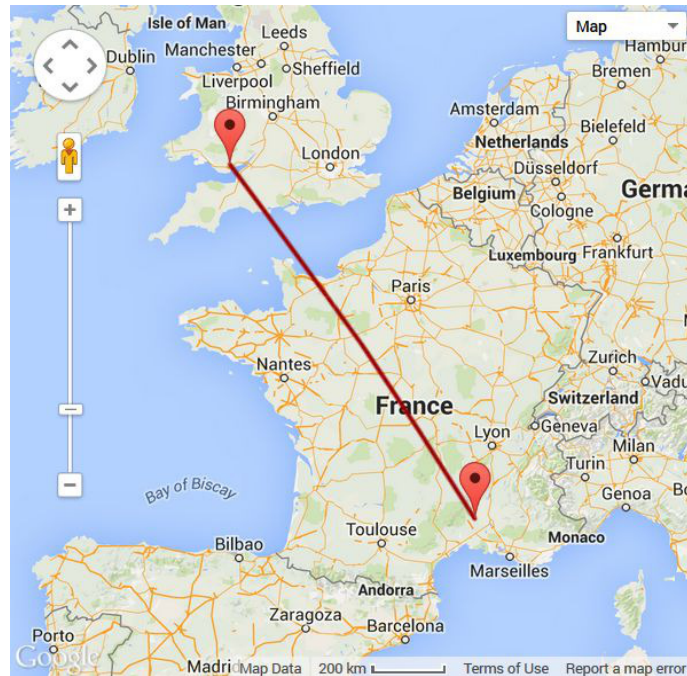 Isle of Man
Leeds
Map
Hambur
Dublin
Manchester
Bremen
Liverpool
Sheffield
Birmingham
Amsterdam
Bielefeld
Netherlands
London
Düsseldorf
Belgium
Germa
Cologne
Luxembourg
Frankfurt
Paris
Nantes
Zurich
Vadu
France
Switzerland
Geneva
Lyon
Milan
Turin
Bay of Biscay
Genoa
Bo
Toulouse
Monaco
Bilbao
Marseilles
Andorra
Zaragoza
Barcelona
Porto
Google
Madrid
Map Data
200 km
Terms of Use
Report a map error